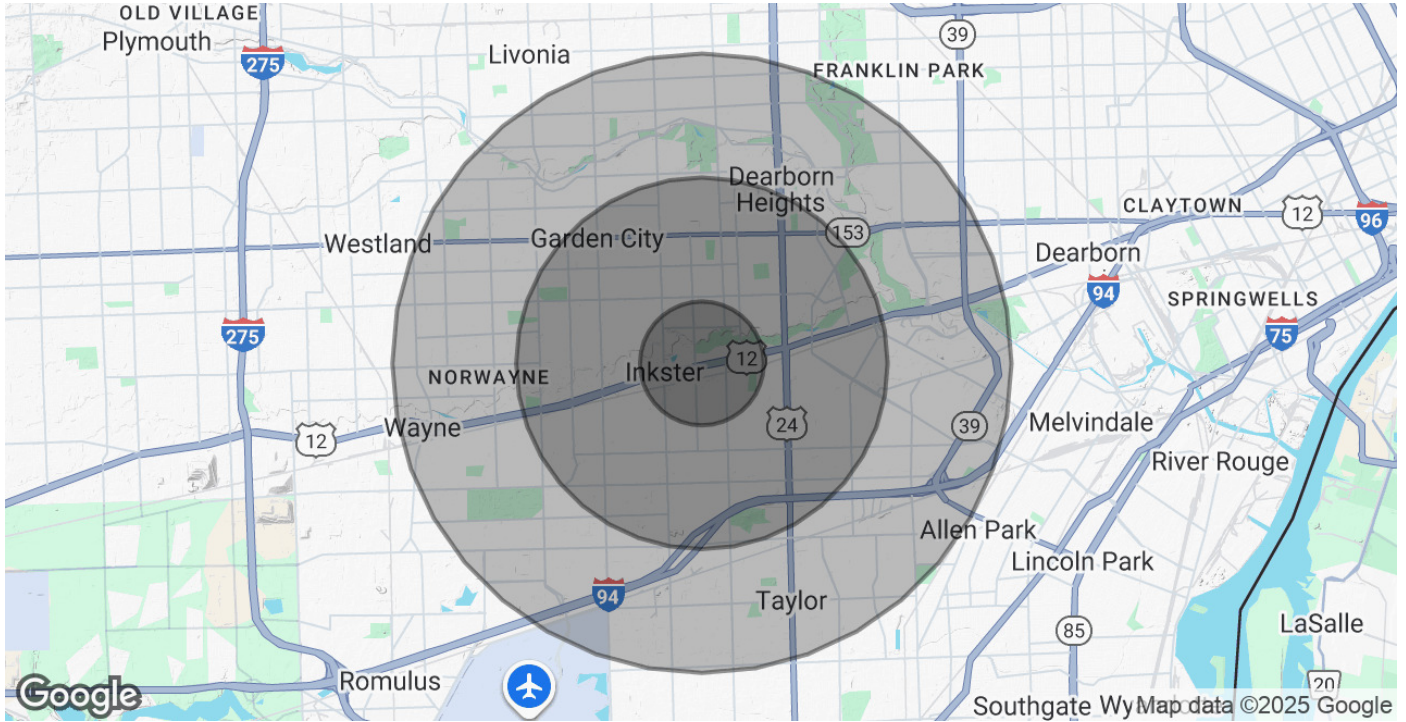 OLD VILLAGE
Plymouth
275
Livonia
39
FRANKLIN PARK
Dearborn
Heights
CLAYTOWN
12
96
Westland
Garden City
153
Dearborn
94
SPRINGWELLS
275
75
NORWAYNE
Inkster
12
Wayne
12
24
39
Melvindale
River Rouge
Allen Park
Lincoln Park
94
Taylor
85
LaSalle
Romulus
20
Google
Southgate
Map data ©2025 Google